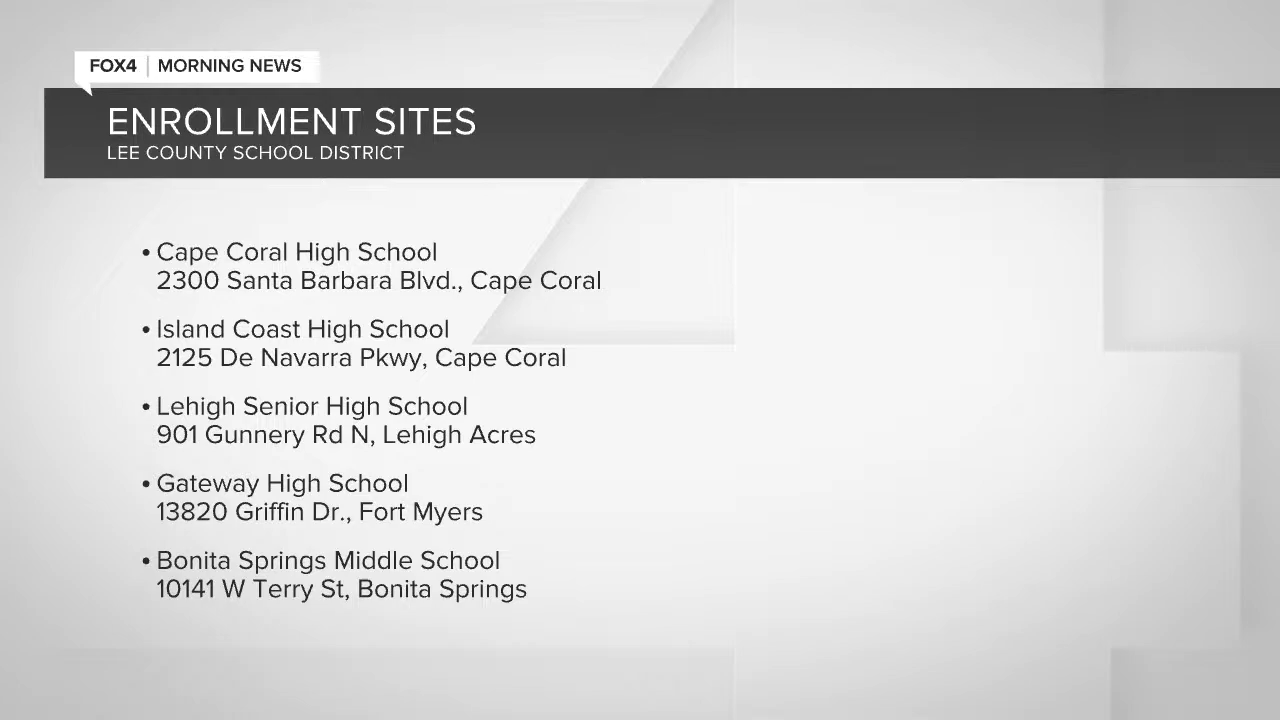 FOX4 | MORNING NEWS
ENROLLMENT SITES
LEE COUNTY SCHOOL DISTRICT
• Cape Coral High School
2300 Santa Barbara Blvd., Cape Coral
• Island Coast High School
2125 De Navarra Pkwy, Cape Coral
• Lehigh Senior High School
901 Gunnery Rd N, Lehigh Acres
• Gateway High School
13820 Griffin Dr., Fort Myers
• Bonita Springs Middle School
10141 W Terry St, Bonita Springs